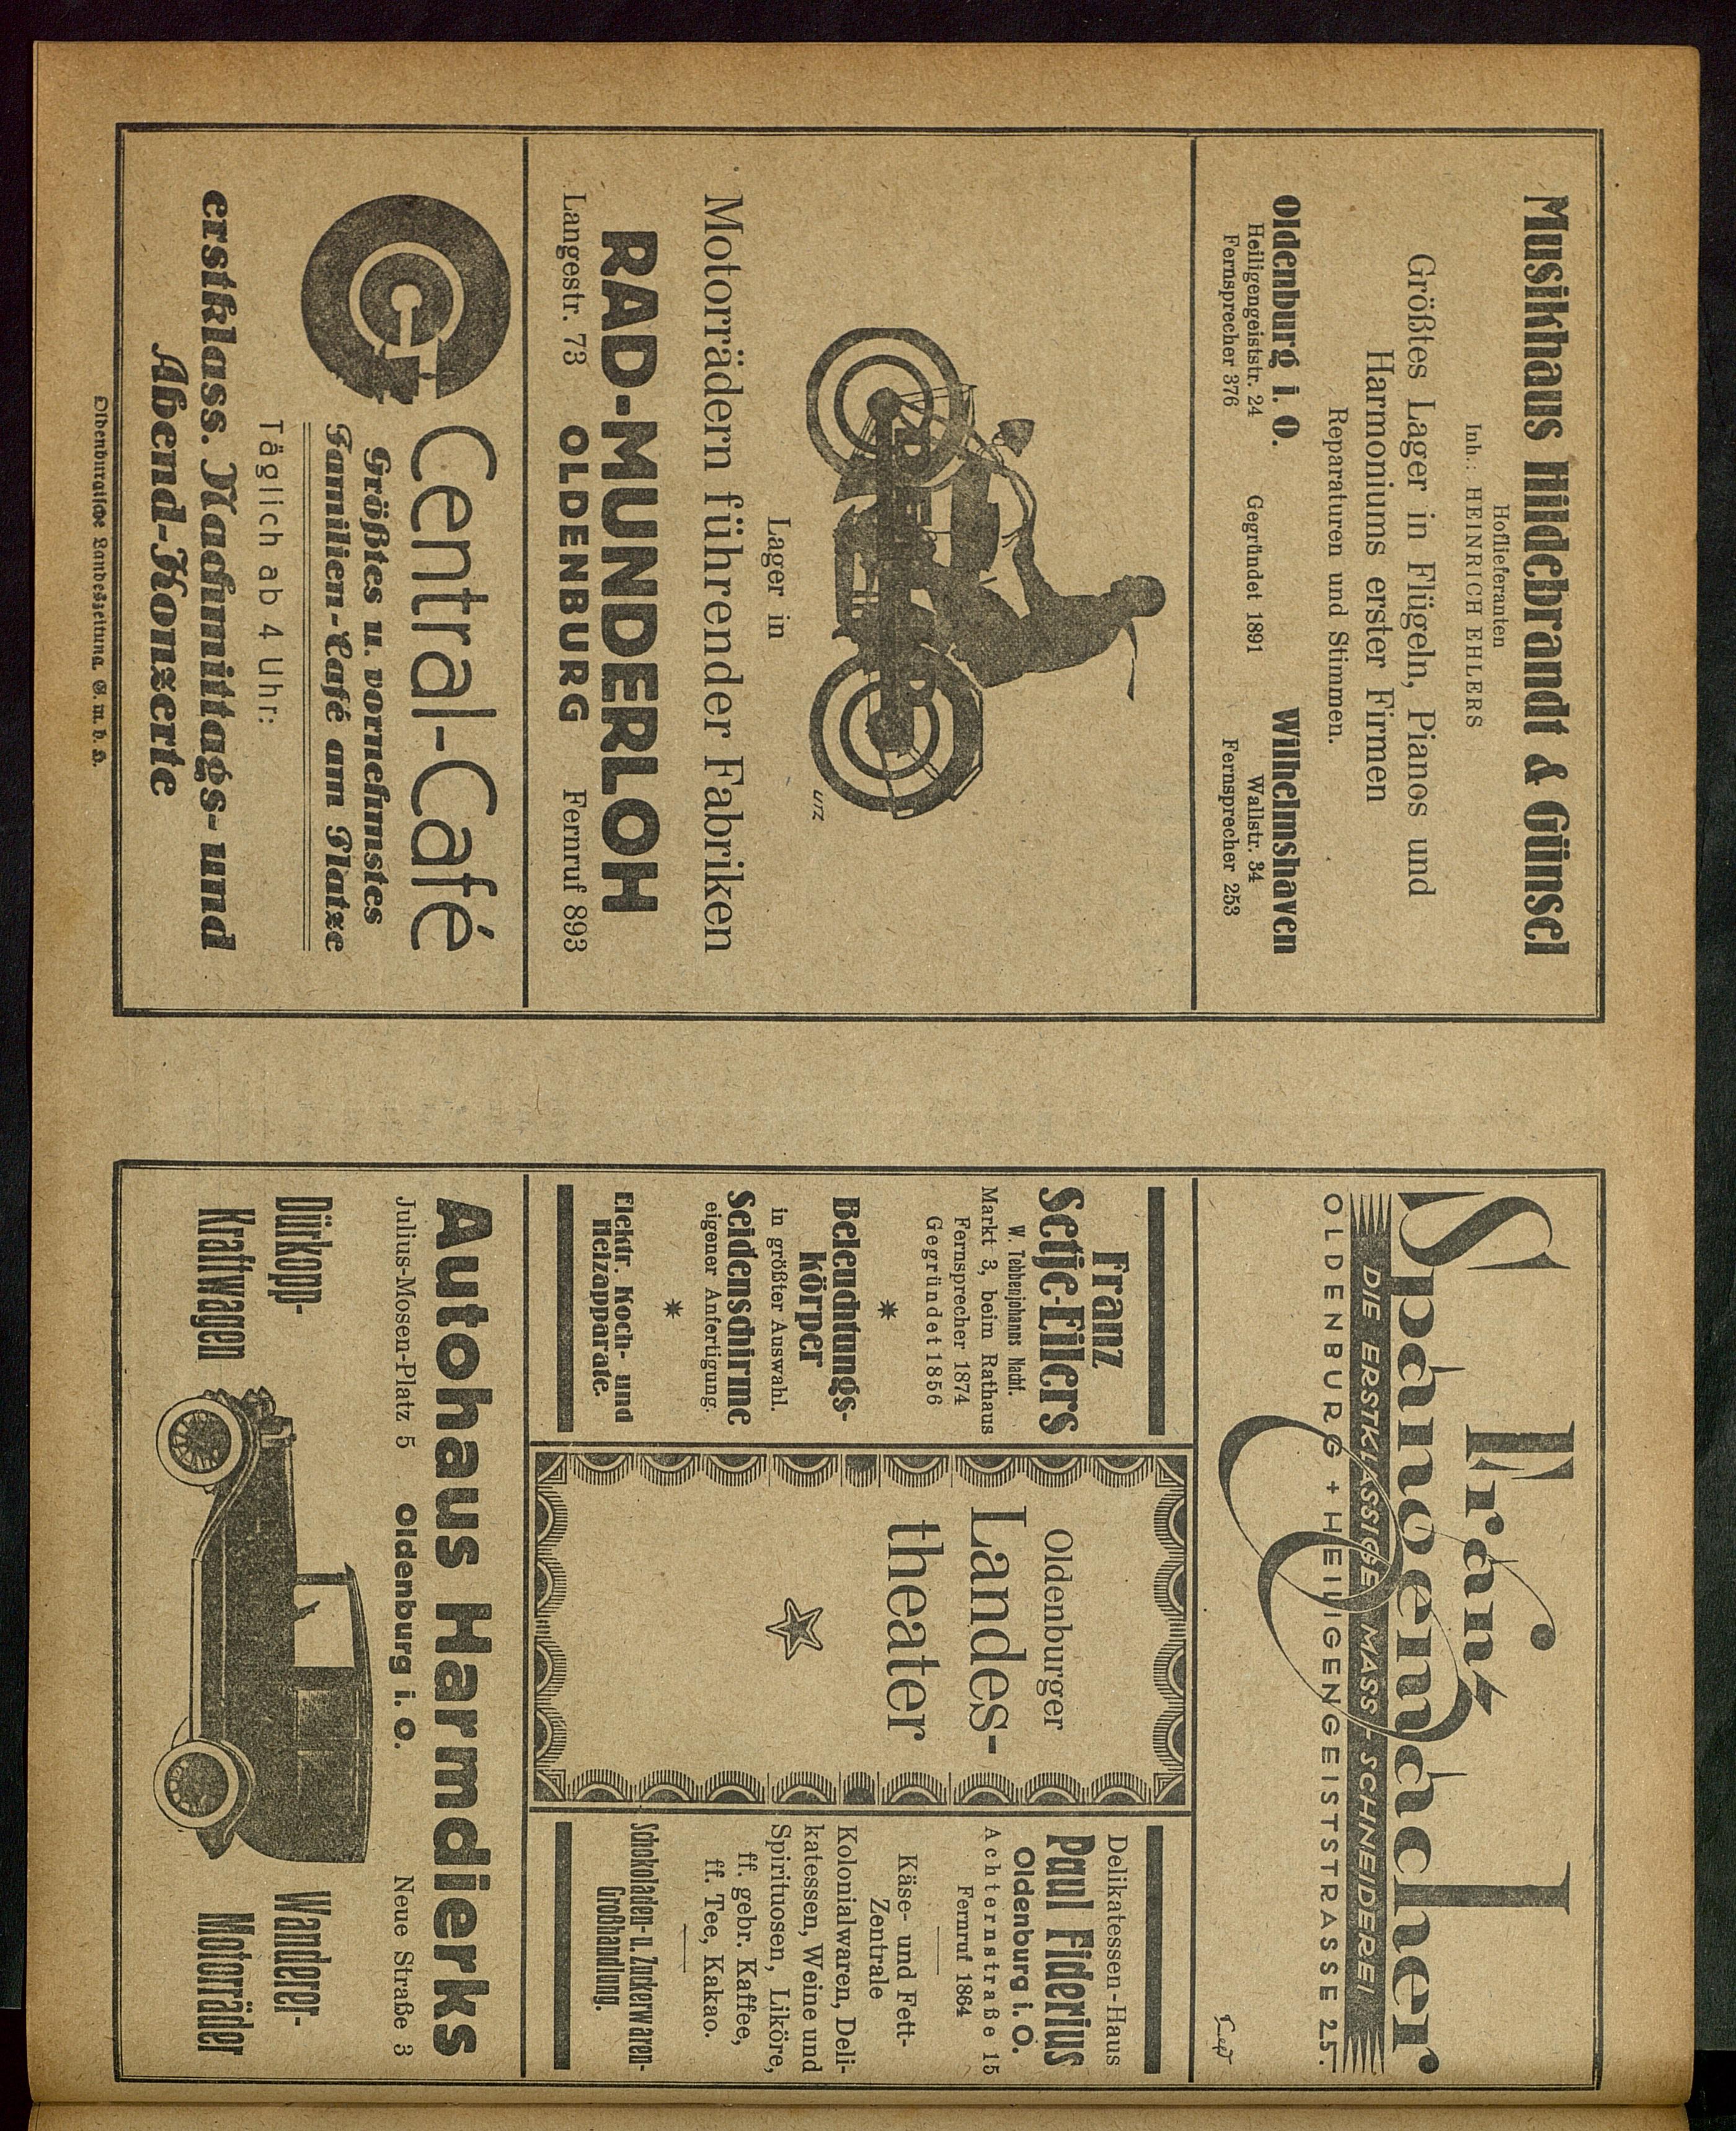 Musikhaus Hildebrandt & Günsel
Hoflieferanten
Inh.: HEINRICH EHLERS
Größtes Lager in Flügeln, Pianos und
Harmoniums erster Firmen
Reparaturen und Stimmen.
Oldenburg i. O.
Heiligengeiststr. 24
Fernsprecher 376
Gegründet 1891
Wilhelmshaven
Wallstr. 34
Fernsprecher 253
UTZ
Lager in
Motorrädern führender Fabriken
RAD-MUNDERLOH
Langestr. 73 OLDENBURG Fernruf 893
Central-Café
Größtes u. vornehmstes
Familien-Café am Platze
Täglich ab 4 Uhr:
erstklass. Nachmittags- und
Abend-Konzerte
Oldenburgische Landeszeitung, G. m. b. H.
Franz
Spangemacher
DIE ERSTKLASSIGE MASS-SCHNEIDEREI
OLDENBURG + HEILIGENGEISTSTRASSE 25.
Franz
Setje-Eilers
W. Tebbenjohanns Nachf.
Markt 3, beim Rathaus
Fernsprecher 1874
Gegründet 1856
Beleuchtungs-
körper
in größter Auswahl.
Seidenschirme
eigener Anfertigung.
Elektr. Koch- und
Heizapparate.
Oldenburger
Landes-
theater
Delikatessen-Haus
Paul Fiderius
Oldenburg i. O.
Achternstraße 15
Fernruf 1864
Käse- und Fett-
Zentrale
Kolonialwaren, Deli-
katessen, Weine und
Spirituosen, Liköre,
ff. gebr. Kaffee,
ff. Tee, Kakao.
Schokoladen- u. Zuckerwaren-
Großhandlung.
Autohaus Harmdierks
Julius-Mosen-Platz 5 Oldenburg i. O. Neue Straße 3
Dürkopp-
Kraftwagen
Wanderer-
Motorräder